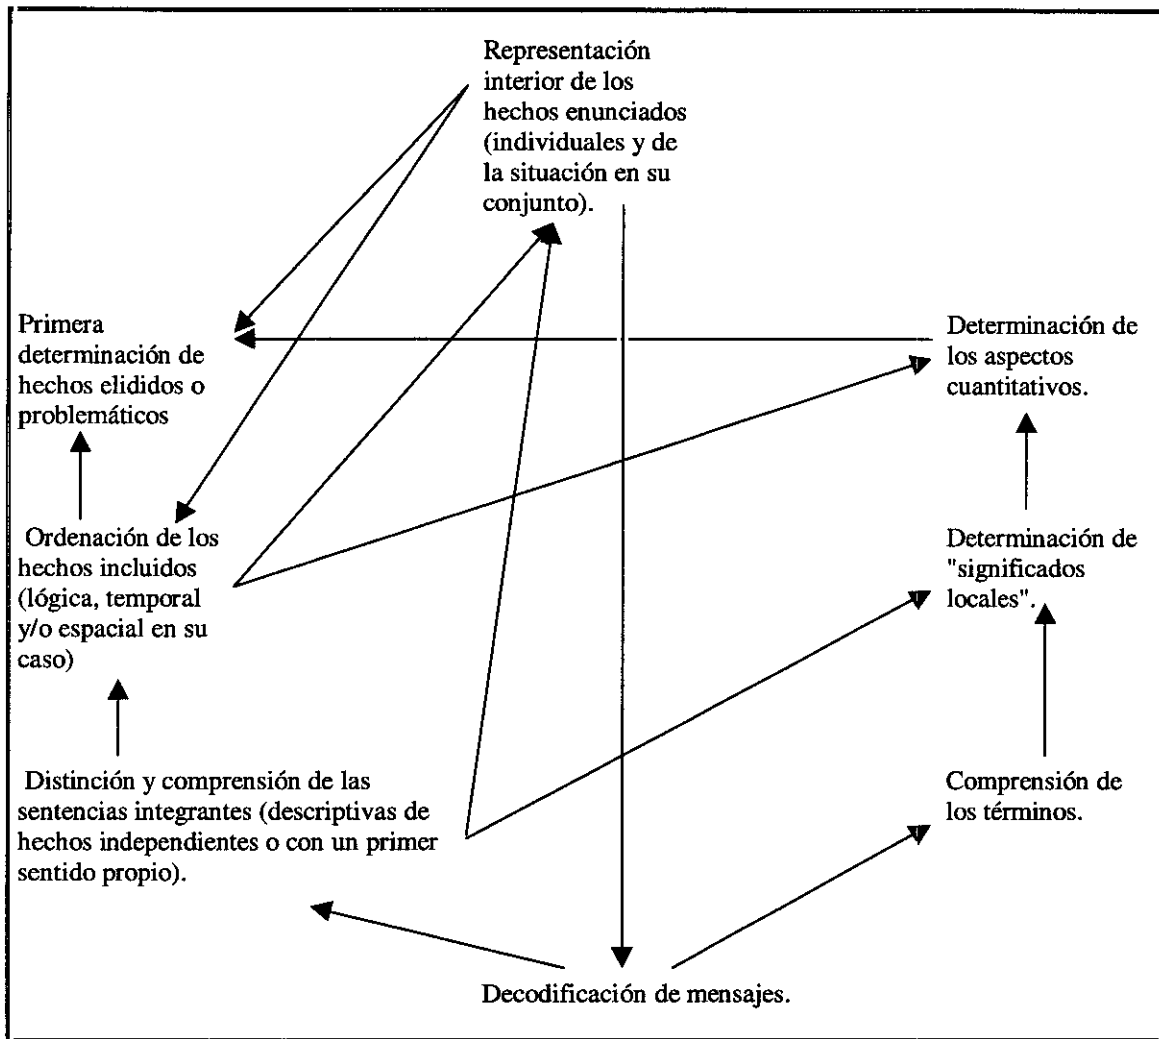 Representación
interior de los
hechos enunciados
(individuales y de
la situación en su
conjunto).
Primera
determinación de
hechos elididos o
problemáticos
Determinación de
los aspectos
cuantitativos.
Ordenación de los
hechos incluidos
(lógica, temporal
y/o espacial en su
caso)
Determinación de
"significados
locales".
Distinción y comprensión de las
sentencias integrantes (descriptivas de
hechos independientes o con un primer
sentido propio).
Comprensión de
los términos.
Decodificación de mensajes.